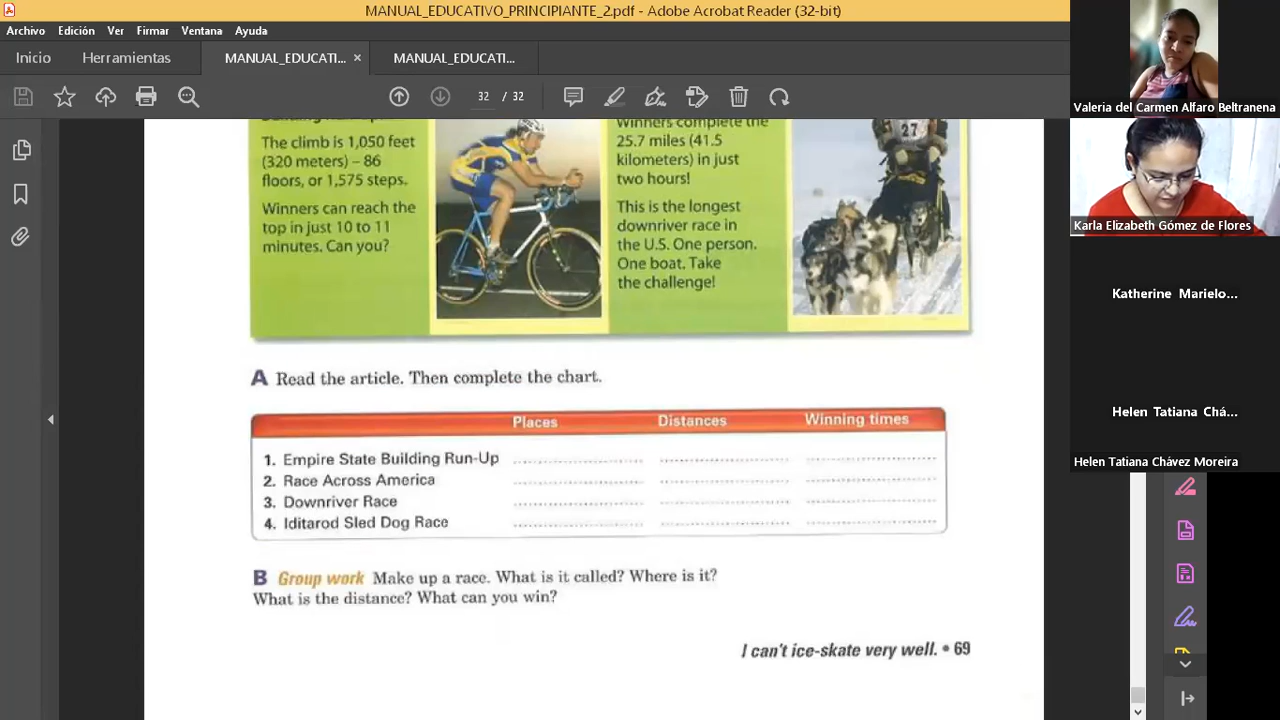 MANUAL_EDUCATIVO_PRINCIPIANTE_2.pdf - Adobe Acrobat Reader (32-bit)
Archivo Edición Ver Firmar Ventana Ayuda
Inicio Herramientas MANUAL_EDUCATI... × MANUAL_EDUCATI...
32 / 32
The climb is 1,050 feet
(320 meters) – 86
floors, or 1,575 steps.
Winners can reach the
top in just 10 to 11
minutes. Can you?
Winners complete the
25.7 miles (41.5
kilometers) in just
two hours!
This is the longest
downriver race in
the U.S. One person.
One boat. Take
the challenge!
27
A Read the article. Then complete the chart.
Places Distances Winning times
1. Empire State Building Run-Up
2. Race Across America
3. Downriver Race
4. Iditarod Sled Dog Race
B Group work Make up a race. What is it called? Where is it?
What is the distance? What can you win?
I can't ice-skate very well. • 69
Valeria del Carmen Alfaro Beltranena
Karla Elizabeth Gómez de Flores
Katherine Marielo...
Helen Tatiana Chá...
Helen Tatiana Chávez Moreira